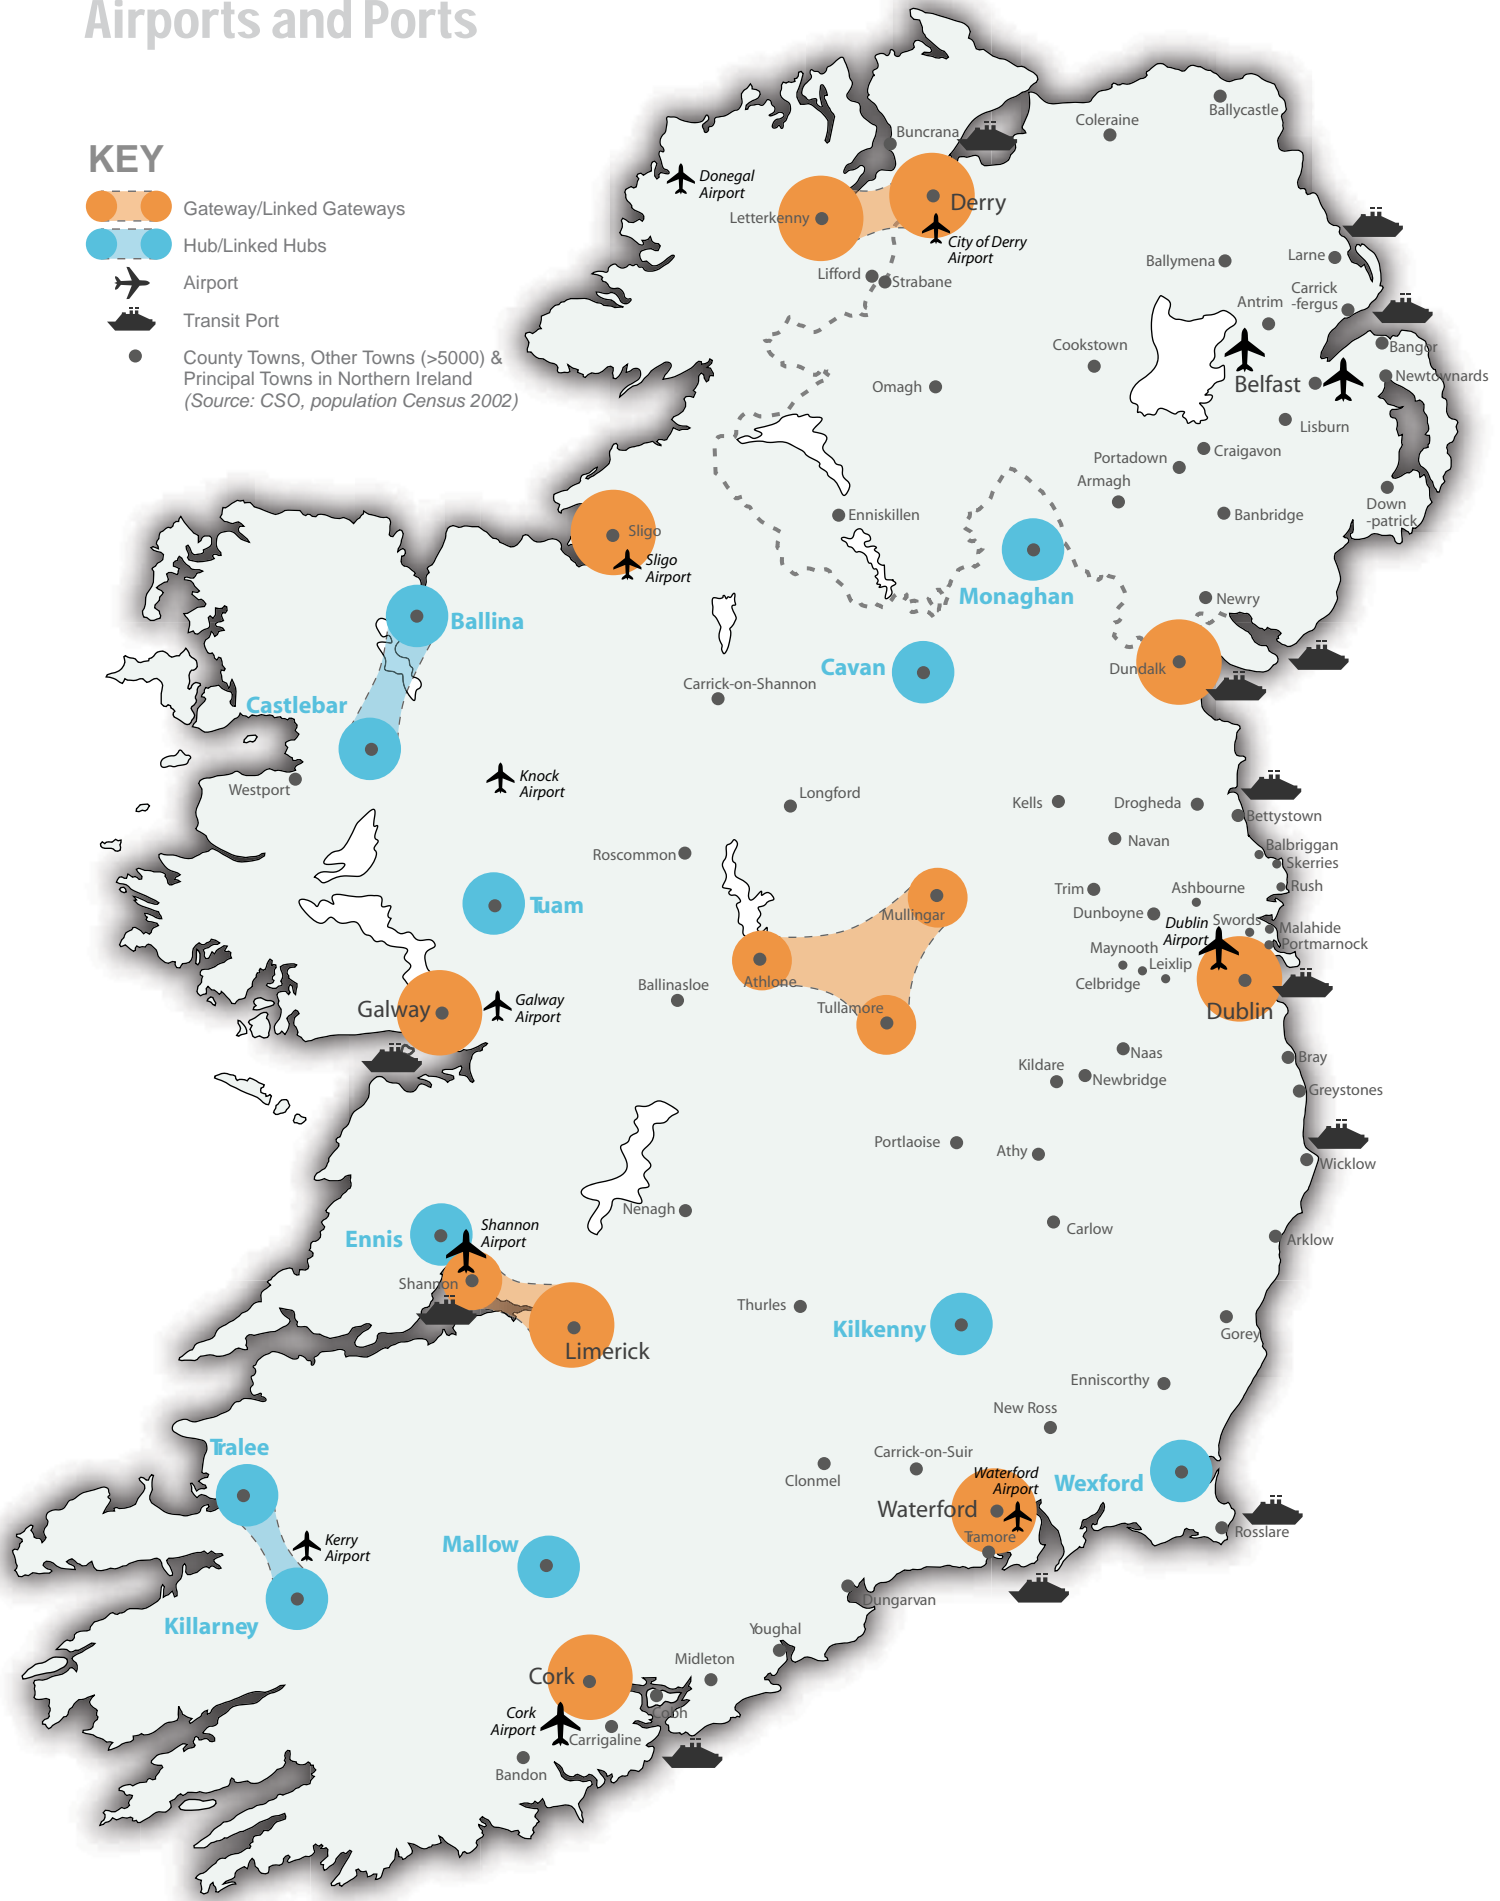 Airports and Ports
KEY
Gateway/Linked Gateways
Hub/Linked Hubs
Airport
Transit Port
County Towns, Other Towns (>5000) &
Principal Towns in Northern Ireland
(Source: CSO, population Census 2002)
Ballycastle
Coleraine
Buncrana
Donegal
Airport
Derry
Letterkenny
City of Derry
Airport
Larne
Ballymena
Lifford
Strabane
Carrick
-fergus
Antrim
Cookstown
Bangor
Newtownards
Belfast
Omagh
Lisburn
Craigavon
Portadown
Armagh
Down
-patrick
Banbridge
Enniskillen
Sligo
Sligo
Airport
Monaghan
Newry
Ballina
Cavan
Dundalk
Carrick-on-Shannon
Castlebar
Knock
Airport
Westport
Longford
Kells
Drogheda
Bettystown
Navan
Balbriggan
Skerries
Roscommon
Rush
Ashbourne
Trim
Tuam
Mullingar
Dunboyne
Swords
Dublin
Airport
Malahide
Portmarnock
Maynooth
Leixlip
Athlone
Ballinasloe
Celbridge
Galway
Galway
Airport
Tullamore
Dublin
Naas
Bray
Kildare
Newbridge
Greystones
Portlaoise
Athy
Wicklow
Nenagh
Shannon
Airport
Ennis
Carlow
Arklow
Shannon
Thurles
Kilkenny
Gorey
Limerick
Enniscorthy
New Ross
Tralee
Carrick-on-Suir
Clonmel
Waterford
Airport
Wexford
Waterford
Rosslare
Tramore
Kerry
Airport
Mallow
Dungarvan
Killarney
Youghal
Midleton
Cork
Cobh
Cork
Airport
Carrigaline
Bandon